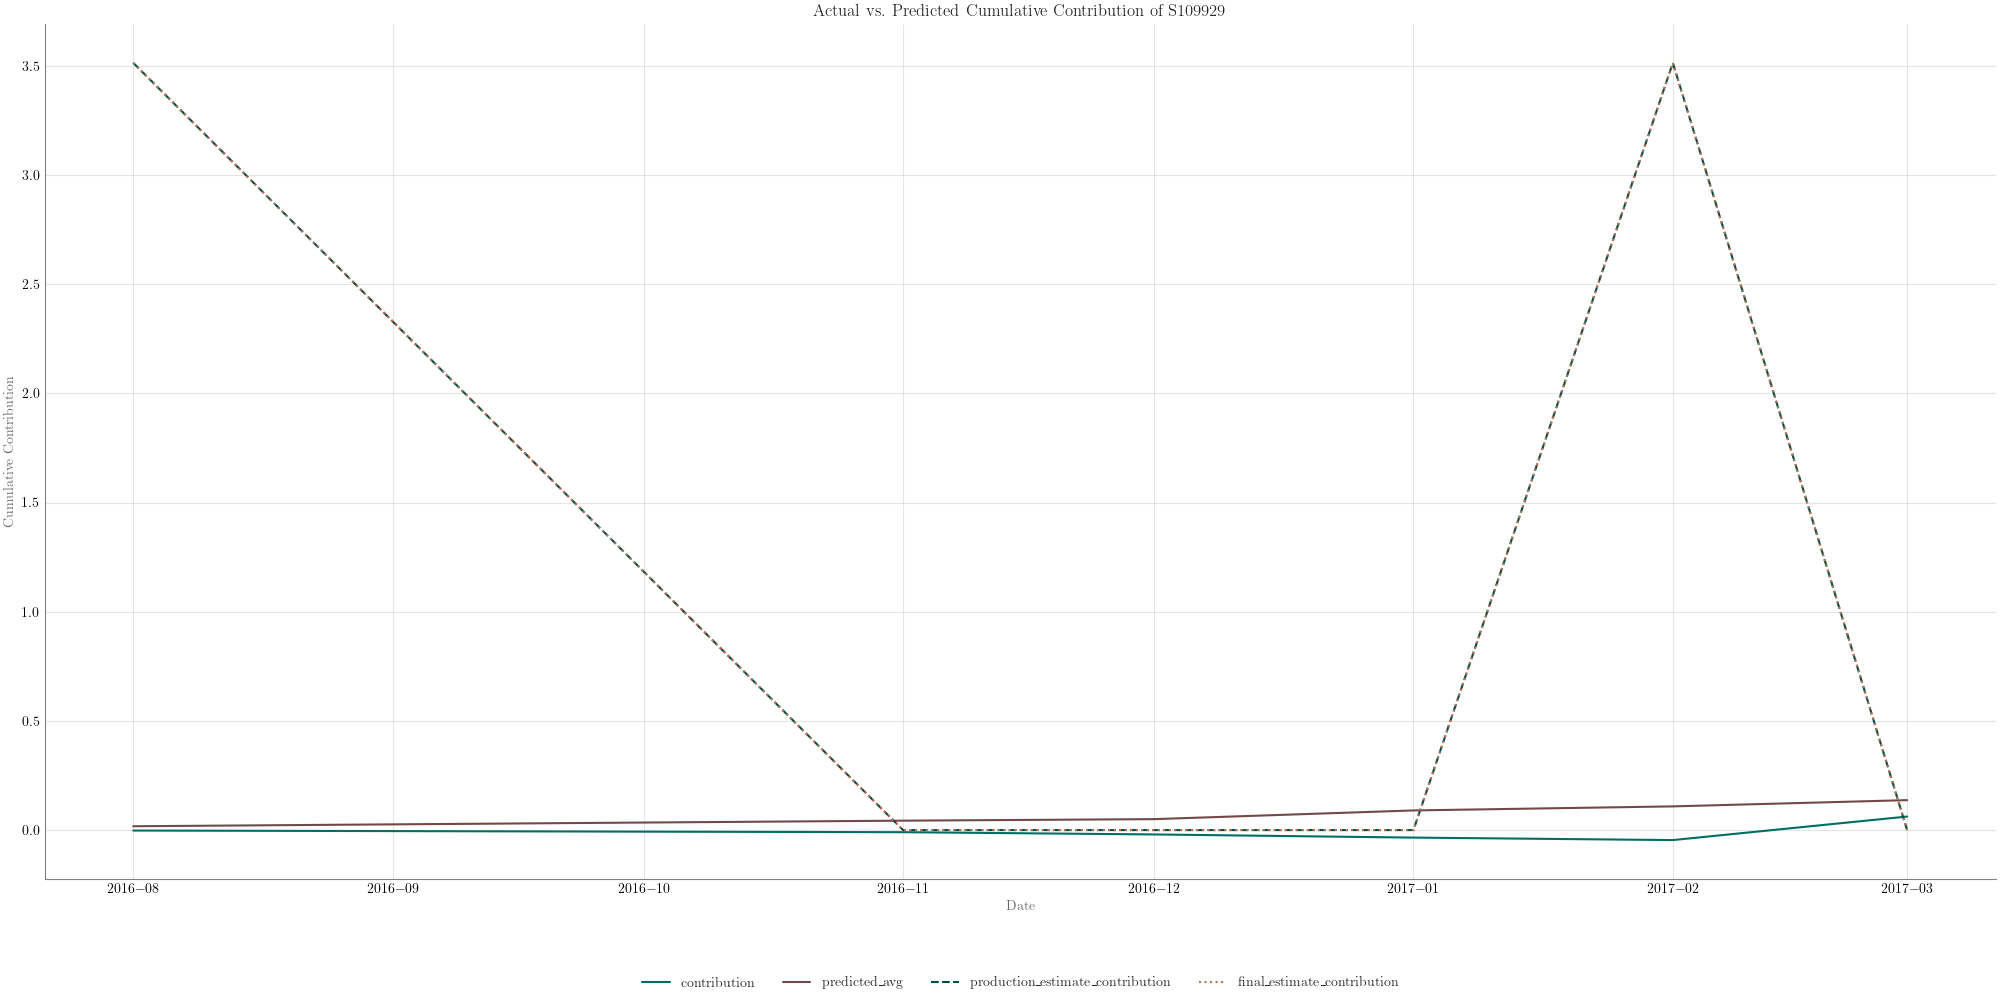 Actual vs. Predicted Cumulative Contribution of S109929
3.5
3.0
2.5
2.0
1.5
1.0
0.5
0.0
Cumulative Contribution
2016–08 2016–09 2016–10 2016–11 2016–12 2017–01 2017–02 2017–03
Date
contribution predicted_avg production_estimate_contribution final_estimate_contribution